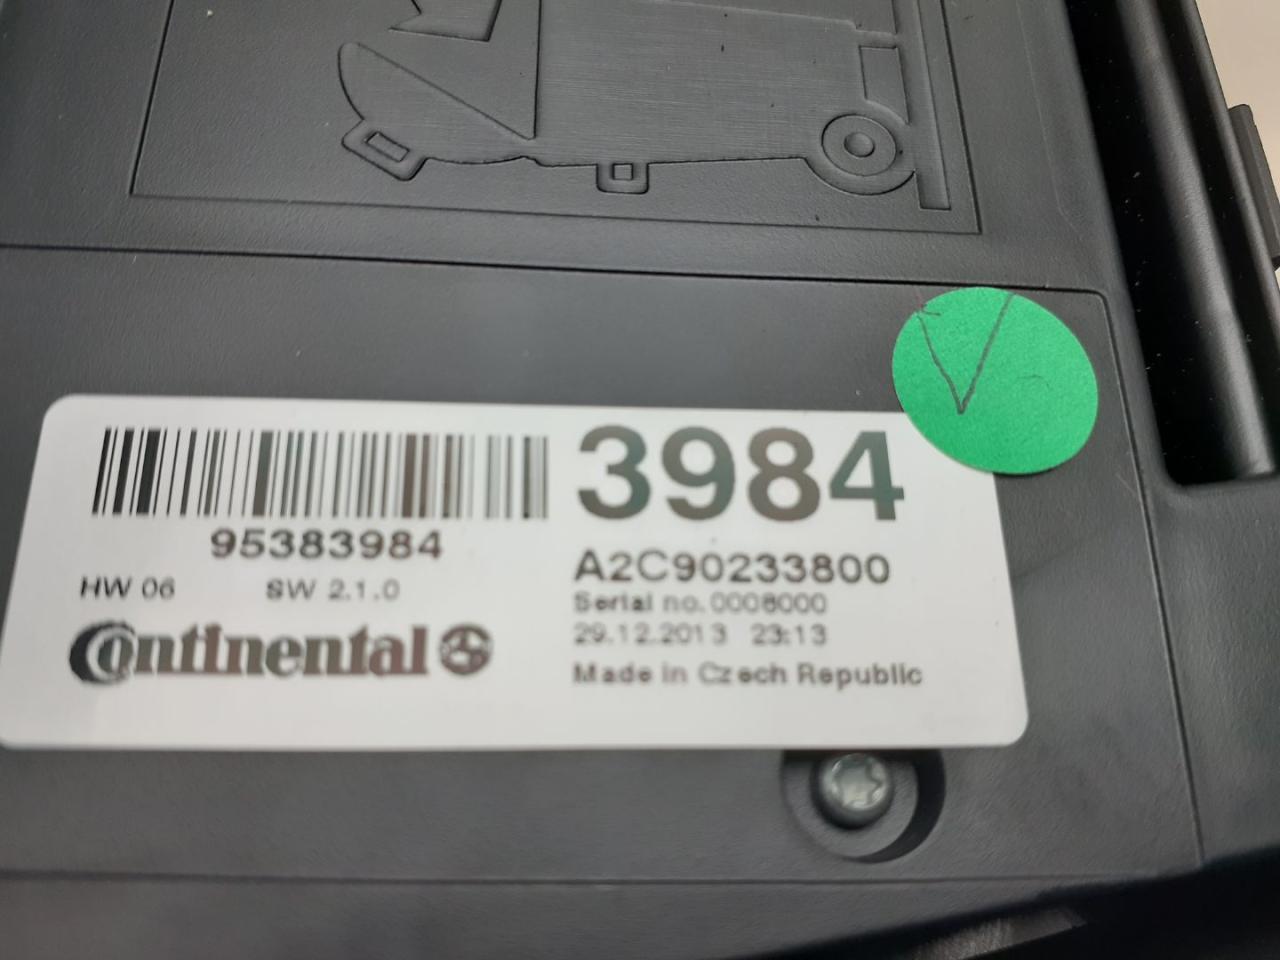 3984
95383984
A2C90233800
HW 06 SW 2.1.0
Serial no. 0008000
29.12.2013 23:13
Continental
Made in Czech Republic
V